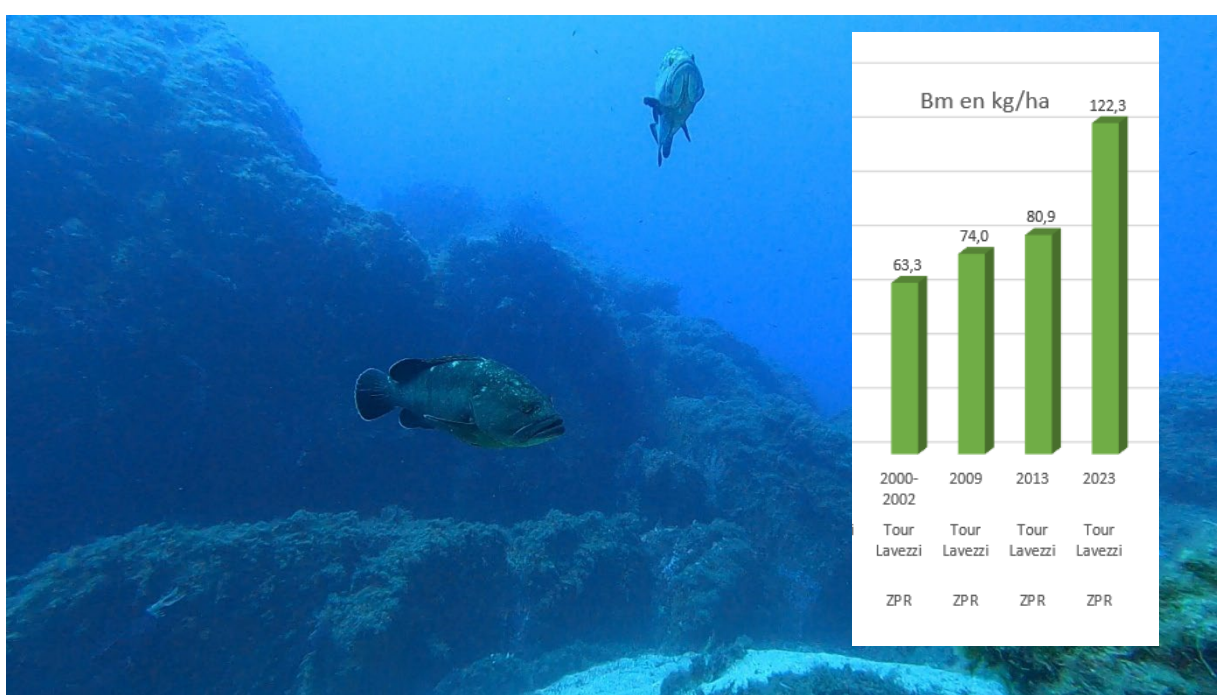 Bm en kg/ha
122,3
80,9
74,0
63,3
2000-
2002
2009
2013
2023
Tour
Lavezzi
Tour
Lavezzi
Tour
Lavezzi
Tour
Lavezzi
ZPR
ZPR
ZPR
ZPR